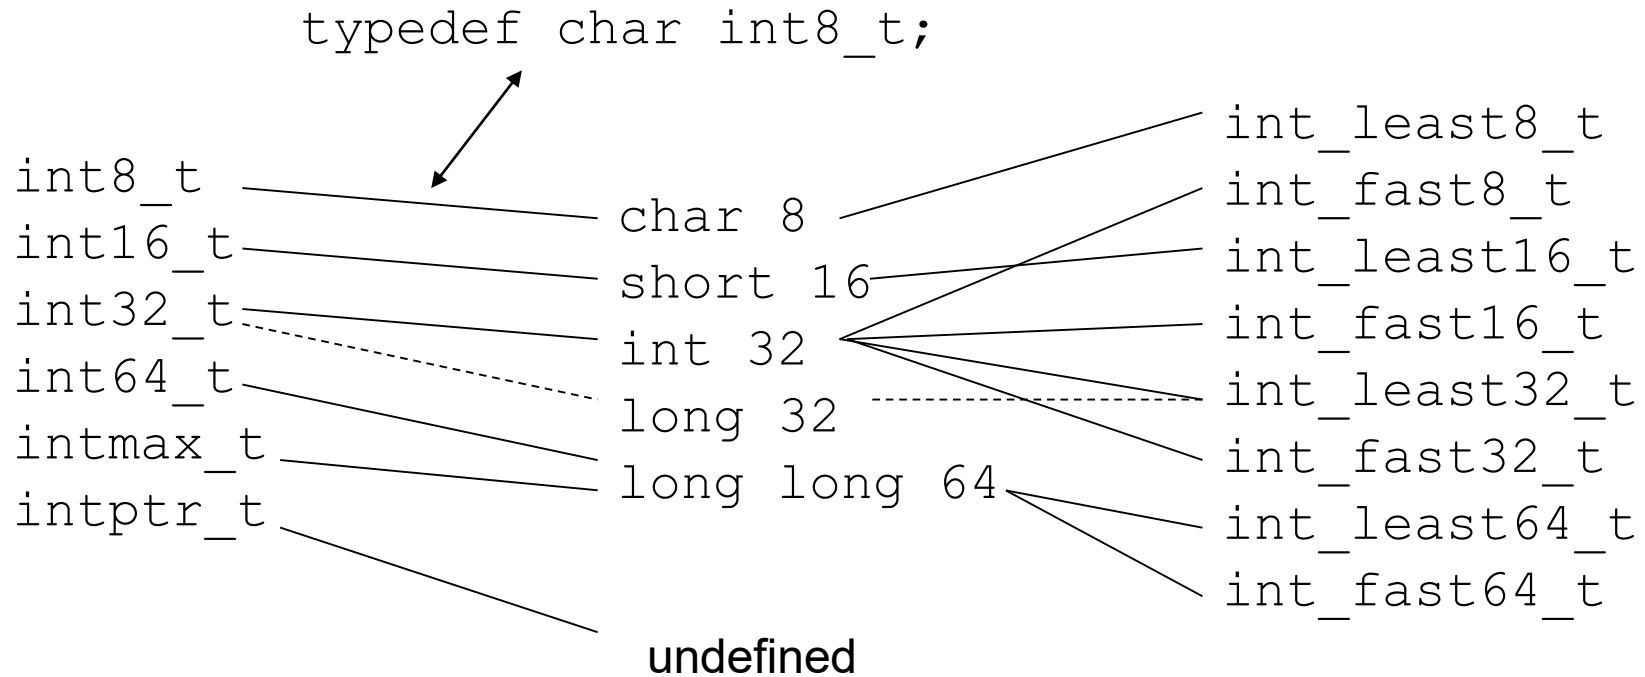 typedef char int8_t;
int8_t
int16_t
int32_t
int64_t
intmax_t
intptr_t
char 8
short 16
int 32
long 32
long long 64
undefined
int_least8_t
int_fast8_t
int_least16_t
int_fast16_t
int_least32_t
int_fast32_t
int_least64_t
int_fast64_t